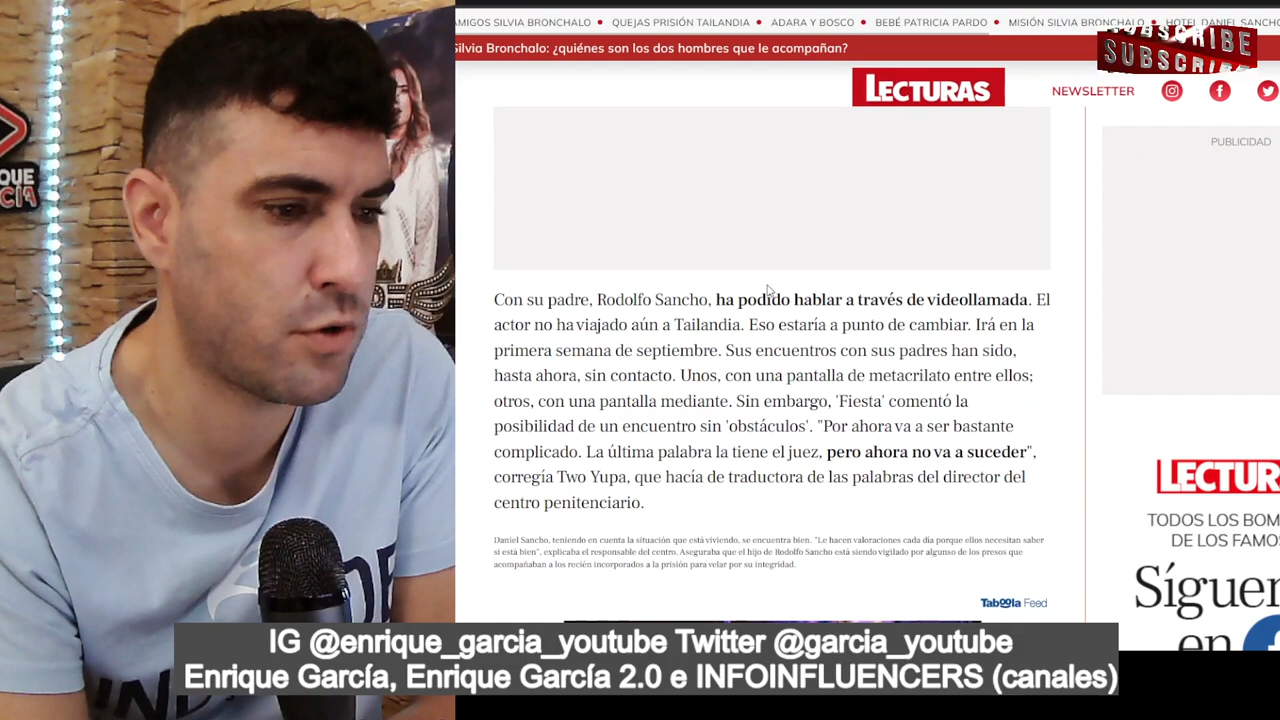 AMIGOS SILVIA BRONCHALO • QUEJAS PRISIÓN TAILANDIA • ADARA Y BOSCO • BEBÉ PATRICIA PARDO • MISIÓN SILVIA BRONCHALO • HOTEL DANIEL SANCHO
Silvia Bronchalo: ¿quiénes son los dos hombres que le acompañan?
SUBSCRIBE
SUBSCRIBE
LECTURAS
NEWSLETTER
PUBLICIDAD
QUE
CÍA
Con su padre, Rodolfo Sancho, ha podido hablar a través de videollamada. El
actor no ha viajado aún a Tailandia. Eso estaría a punto de cambiar. Irá en la
primera semana de septiembre. Sus encuentros con sus padres han sido,
hasta ahora, sin contacto. Unos, con una pantalla de metacrilato entre ellos;
otros, con una pantalla mediante. Sin embargo, 'Fiesta' comentó la
posibilidad de un encuentro sin 'obstáculos'. "Por ahora va a ser bastante
complicado. La última palabra la tiene el juez, pero ahora no va a suceder",
corregía Two Yupa, que hacía de traductora de las palabras del director del
centro penitenciario.
Daniel Sancho, teniendo en cuenta la situación que está viviendo, se encuentra bien. "Le hacen valoraciones cada día porque ellos necesitan saber
si está bien", explicaba el responsable del centro. Aseguraba que el hijo de Rodolfo Sancho está siendo vigilado por algunso de los presos que
acompañaban a los recién incorporados a la prisión para velar por su integridad.
Taboola Feed
LECTUR
TODOS LOS BOM
DE LOS FAMO
Síguen
en
IG @enrique_garcia_youtube Twitter @garcia_youtube
Enrique García, Enrique García 2.0 e INFOINFLUENCERS (canales)